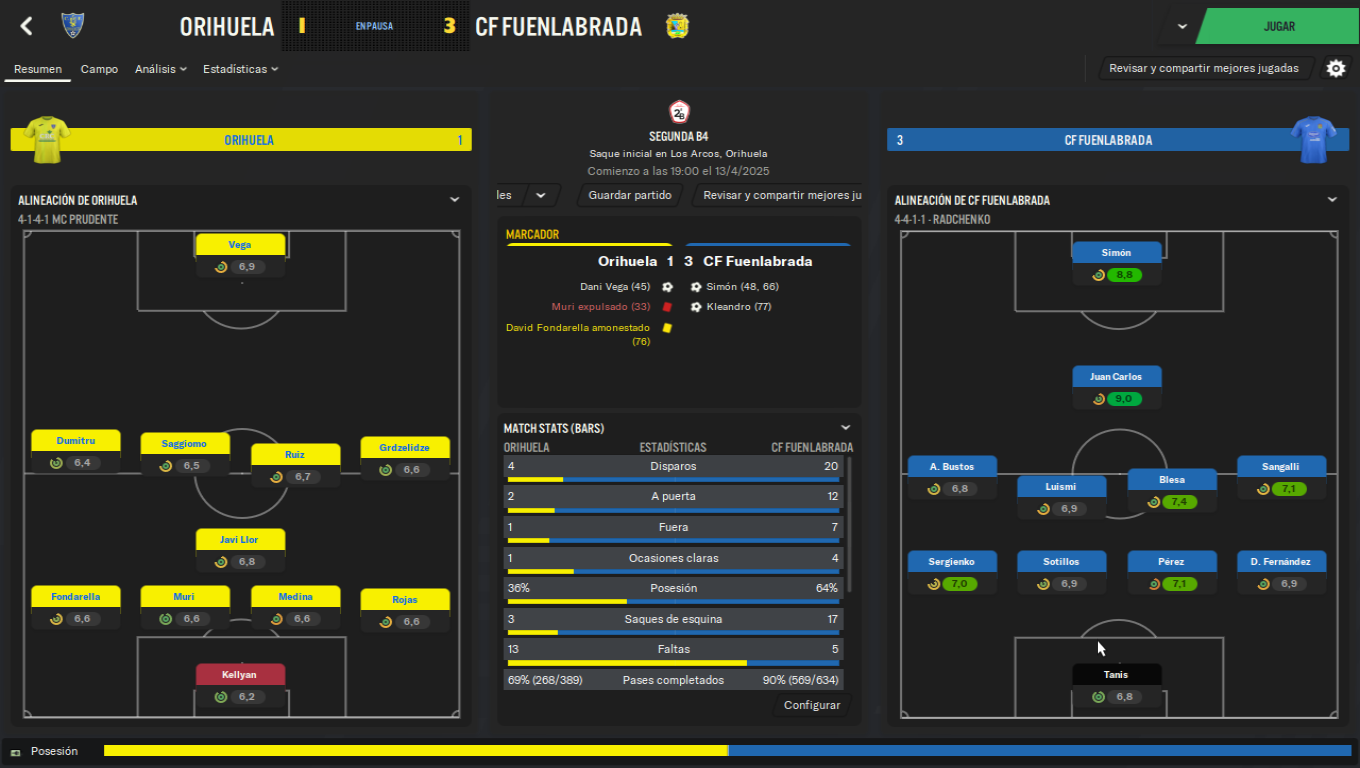 ORIHUELA 1 EN PAUSA 3 CF FUENLABRADA
JUGAR
Resumen Campo Análisis Estadísticas
Revisar y compartir mejores jugadas
ORIHUELA 1
2ªB
SEGUNDA B4
Saque inicial en Los Arcos, Orihuela
Comienzo a las 19:00 el 13/4/2025
les Guardar partido Revisar y compartir mejores ju
3 CF FUENLABRADA
ALINEACIÓN DE ORIHUELA
4-1-4-1 MC PRUDENTE
Vega
6,9
Dumitru
6,4
Saggiomo
6,5
Ruiz
6,7
Grdzelidze
6,6
Javi Llor
6,8
Fondarella
6,6
Muri
6,6
Medina
6,6
Rojas
6,6
Kellyan
6,2
MARCADOR
Orihuela 1 3 CF Fuenlabrada
Dani Vega (45) Simón (48, 66)
Muri expulsado (33) Kleandro (77)
David Fondarella amonestado
(76)
MATCH STATS (BARS)
ORIHUELA ESTADÍSTICAS CF FUENLABRADA
4 Disparos 20
2 A puerta 12
1 Fuera 7
1 Ocasiones claras 4
36% Posesión 64%
3 Saques de esquina 17
13 Faltas 5
69% (268/389) Pases completados 90% (569/634)
Configurar
ALINEACIÓN DE CF FUENLABRADA
4-4-1-1 - RADCHENKO
Simón
8,8
Juan Carlos
9,0
A. Bustos
6,8
Luismi
6,9
Blesa
7,4
Sangalli
7,1
Sergienko
7,0
Sotillos
6,9
Pérez
7,1
D. Fernández
6,9
Tanis
6,8
Posesión